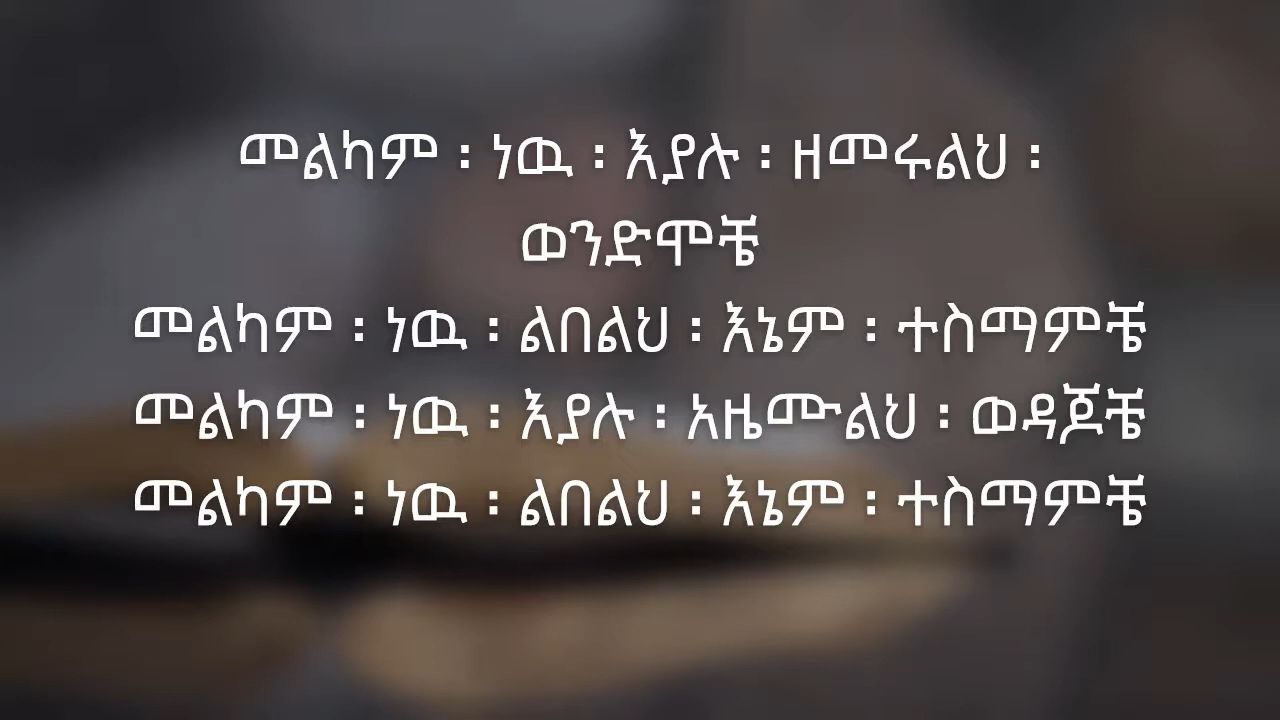 መልካም ፡ ነዉ ፡ እያሉ ፡ ዘመሩልህ ፡
ወንድሞቼ
መልካም ፡ ነዉ ፡ ልበልህ ፡ እኔም ፡ ተስማምቼ
መልካም ፡ ነዉ ፡ እያሉ ፡ አዜሙልህ ፡ ወዳጆቼ
መልካም ፡ ነዉ ፡ ልበልህ ፡ እኔም ፡ ተስማምቼ